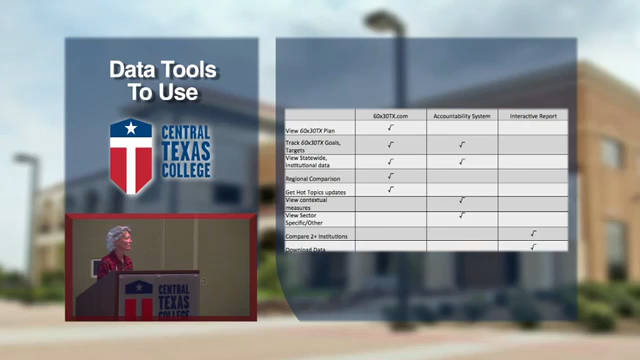 Data Tools
To Use
CENTRAL
TEXAS
COLLEGE
60x30TX.com Accountability System Interactive Report
View 60x30TX Plan √
Track 60x30TX Goals, Targets √ √
View Statewide, Institutional data √ √
Regional Comparison √
Get Hot Topics updates √
View contextual measures √
View Sector Specific/Other √
Compare 2+ Institutions √
Download Data √
CENTRAL
TEXAS
COLLEGE